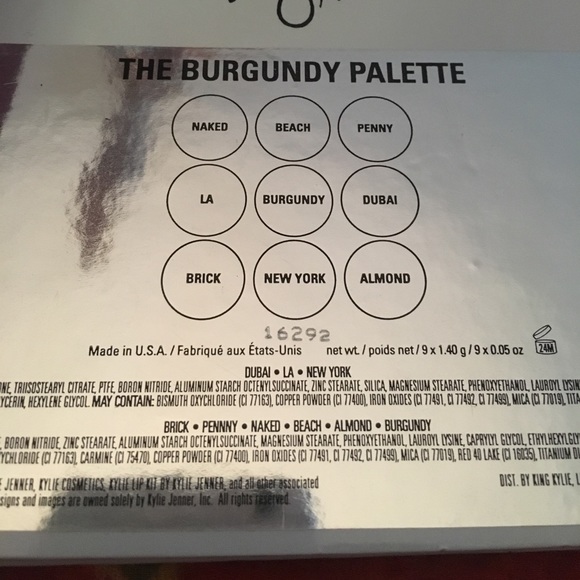 THE BURGUNDY PALETTE
NAKED BEACH PENNY
LA BURGUNDY DUBAI
BRICK NEW YORK ALMOND
16292
Made in U.S.A. / Fabriqué aux États-Unis net wt. / poids net / 9 x 1.40 g / 9 x 0.05 oz 24M
DUBAI • LA • NEW YORK
TRIISOSTEARYL CITRATE, PTFE, BORON NITRIDE, ALUMINUM STARCH OCTENYLSUCCINATE, ZINC STEARATE, SILICA, MAGNESIUM STEARATE, PHENOXYETHANOL, LAUROYL
HEXYLENE GLYCOL. MAY CONTAIN: BISMUTH OXYCHLORIDE (CI 77163), COPPER POWDER (CI 77400), IRON OXIDES (CI 77491, CI 77492, CI 77499), MICA (CI 77019),
BRICK • PENNNY • NAKED • BEACH • ALMOND • BURGUNDY
BORON NITRIDE, ZINC STEARATE, ALUMINUM STARCH OCTENYLSUCCINATE, MAGNESIUM STEARATE, PHENOXYETHANOL, LAUROYL LYSINE, CAPRYLYL GLYCOL,
(CI 77163), CARMINE (CI 75470), COPPER POWDER (CI 77400), IRON OXIDES (CI 77491, CI 77492, CI 77499), MICA (CI 77019), RED 40 LAKE (CI 16035), TITANIUM
JENNER, KYLIE COSMETICS, KYLIE LIP KIT BY KYLIE JENNER, and all other associated DIST. BY KING KYLIE,
designs and images are owned solely by Kylie Jenner, Inc. All rights reserved